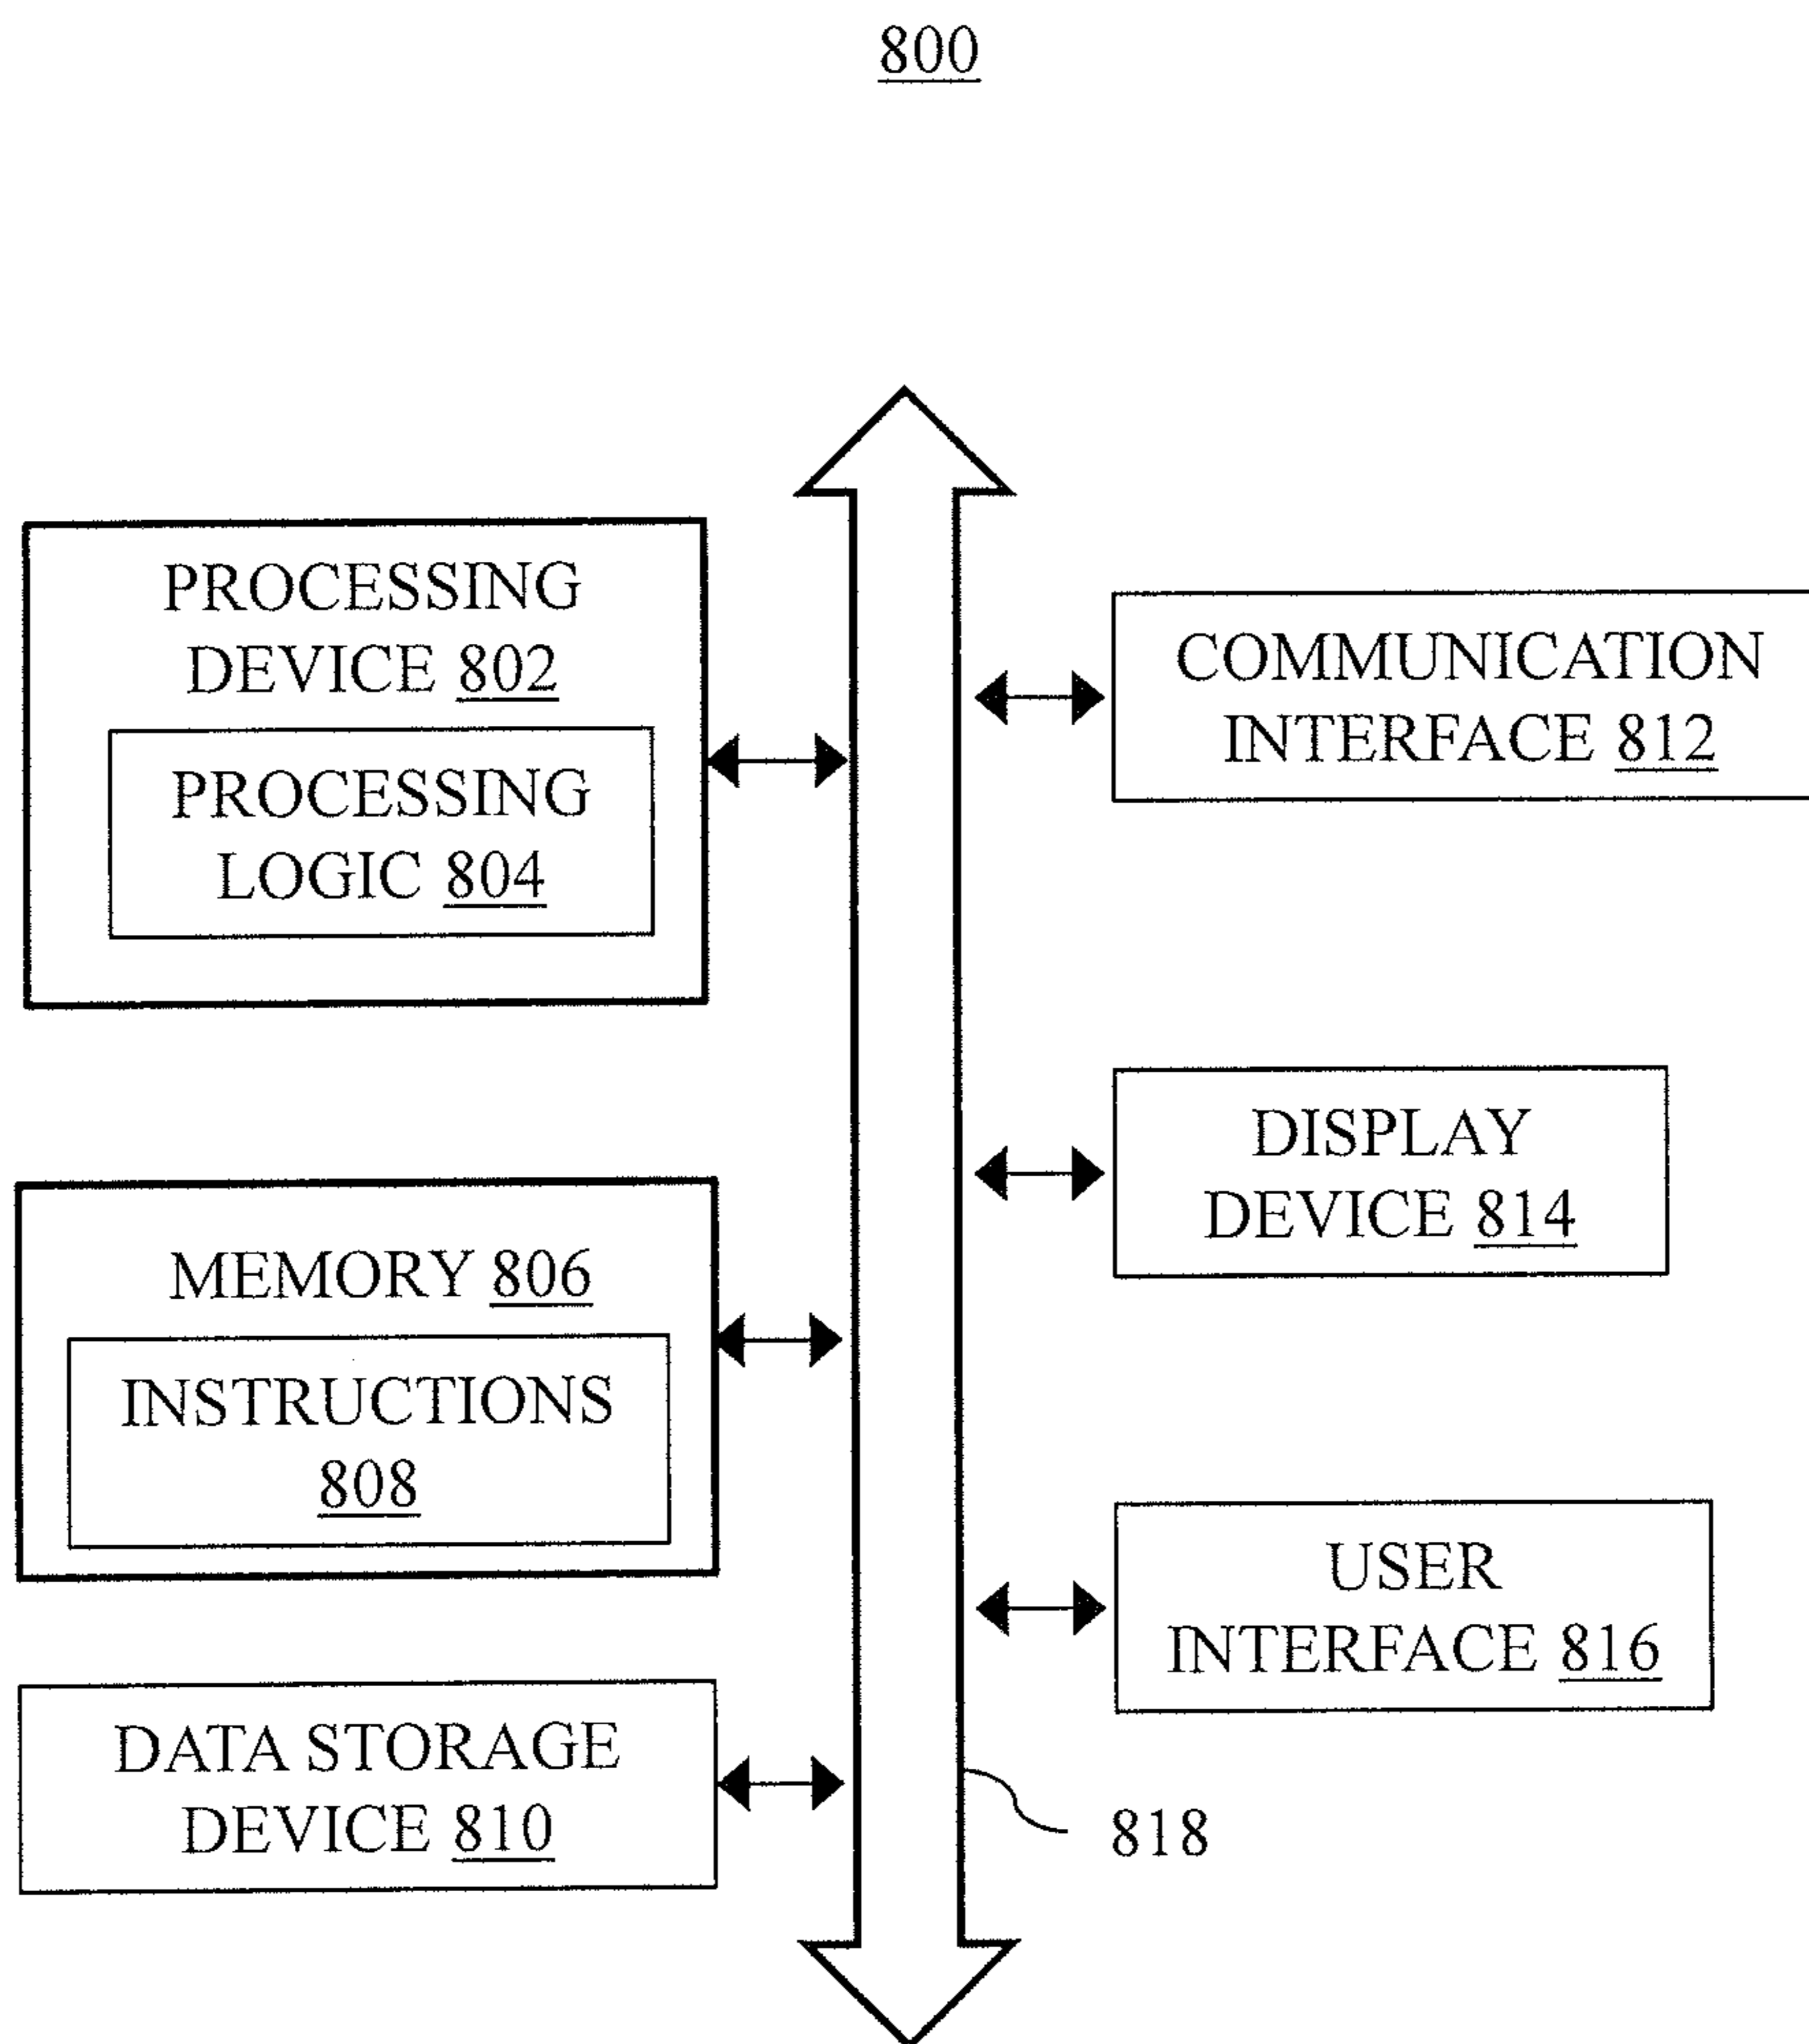 800
PROCESSING
DEVICE 802
PROCESSING
LOGIC 804
MEMORY 806
INSTRUCTIONS
808
DATA STORAGE
DEVICE 810
COMMUNICATION
INTERFACE 812
DISPLAY
DEVICE 814
USER
INTERFACE 816
818